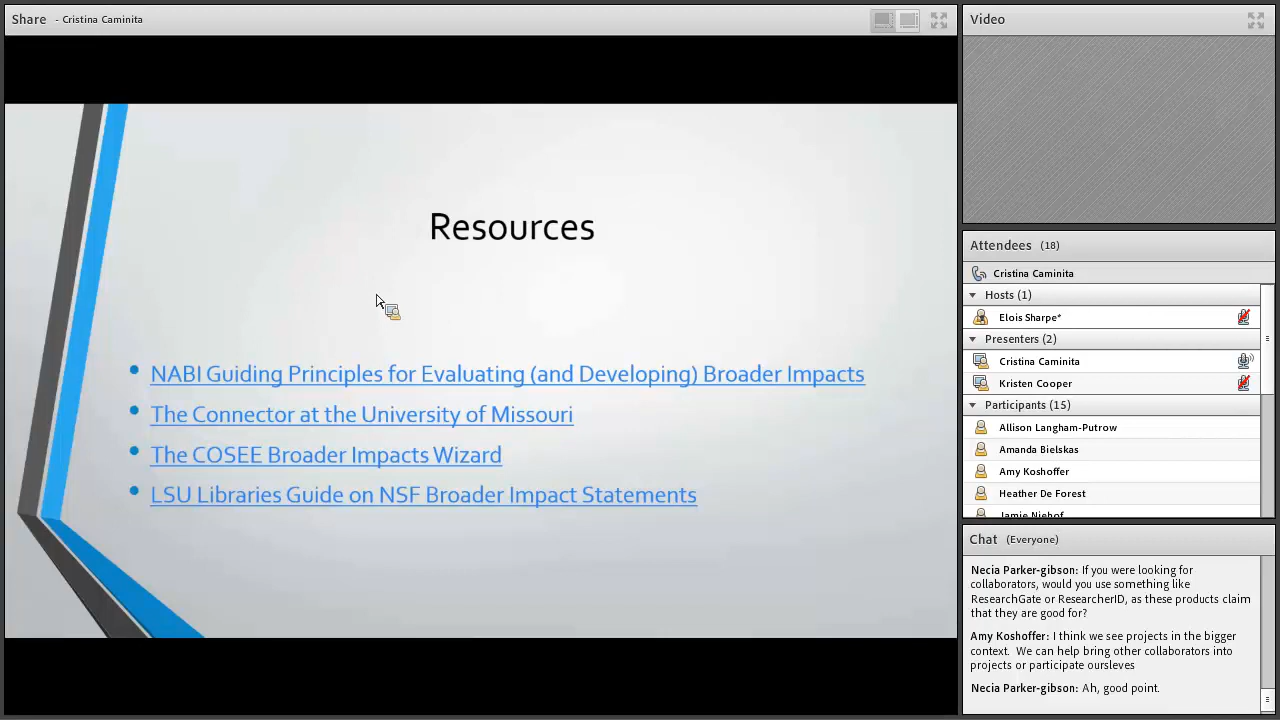 Share - Cristina Caminita
Resources
• NABI Guiding Principles for Evaluating (and Developing) Broader Impacts
• The Connector at the University of Missouri
• The COSEE Broader Impacts Wizard
• LSU Libraries Guide on NSF Broader Impact Statements
Video
Attendees (18)
Cristina Caminita
Hosts (1)
Elois Sharpe*
Presenters (2)
Cristina Caminita
Kristen Cooper
Participants (15)
Allison Langham-Putrow
Amanda Bielskas
Amy Koshoffer
Heather De Forest
Jamie Niehof
Chat (Everyone)
Necia Parker-gibson: If you were looking for
collaborators, would you use something like
ResearchGate or ResearcherID, as these products claim
that they are good for?
Amy Koshoffer: I think we see projects in the bigger
context. We can help bring other collaborators into
projects or participate oursleves
Necia Parker-gibson: Ah, good point.